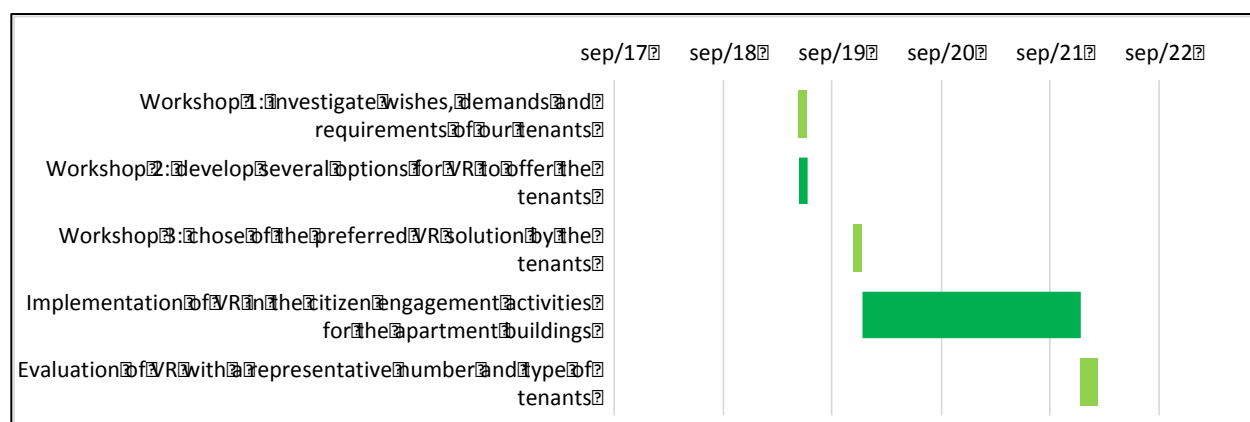 sep/17 sep/18 sep/19 sep/20 sep/21 sep/22
Workshop 1: investigate wishes, demands and
requirements of our tenants
Workshop 2: develop several options for VR to offer the
tenants
Workshop 3: chose of the preferred VR solution by the
tenants
Implementation of VR in the citizen engagement activities
for the apartment buildings
Evaluation of VR with a representative number and type of
tenants